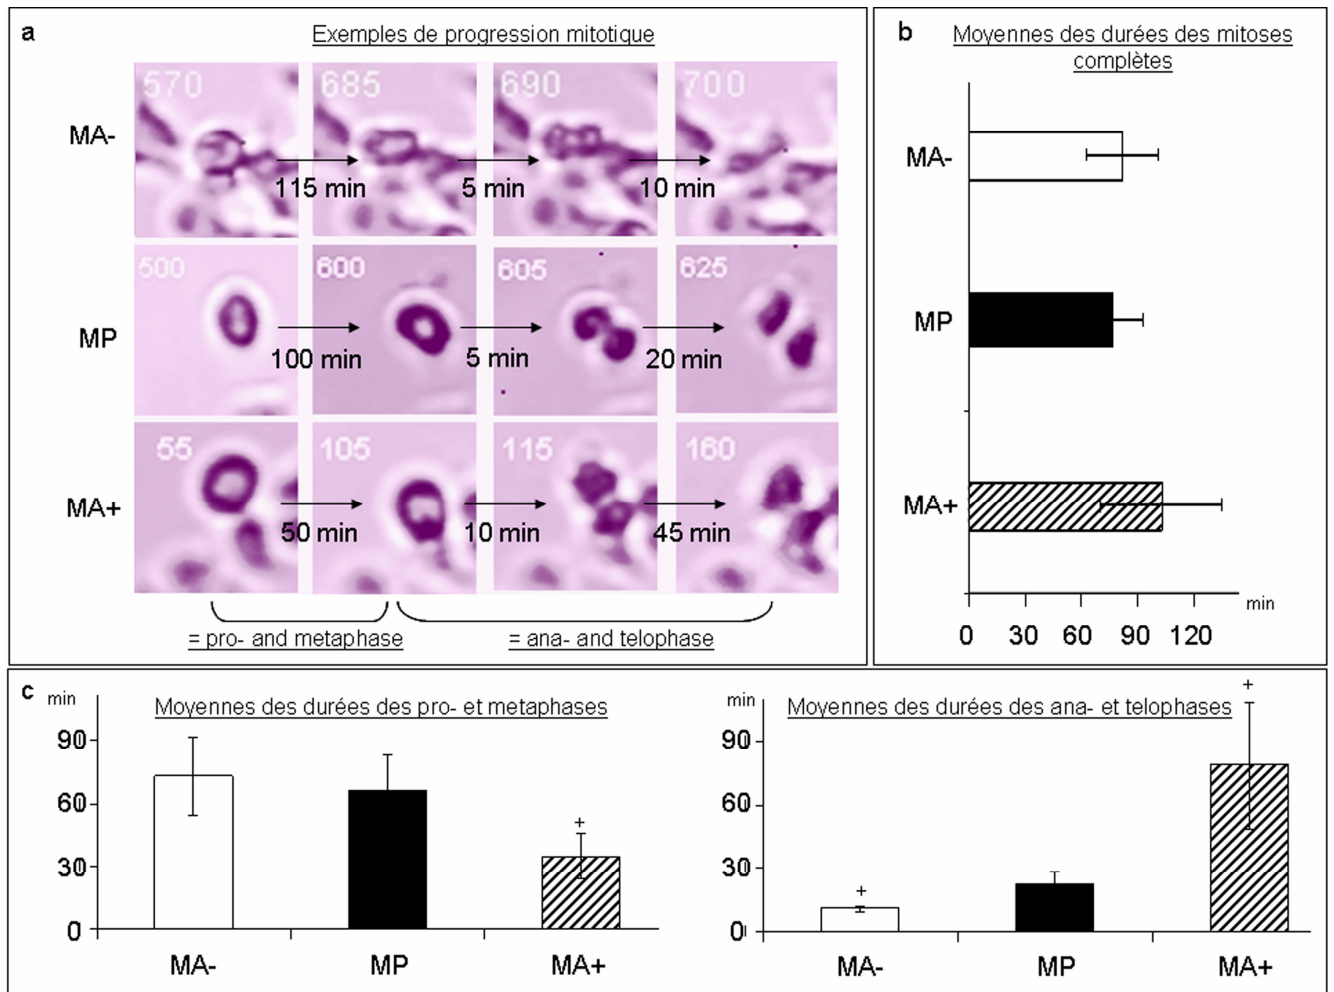 a
Exemples de progression mitotique
570 685 690 700
MA-
115 min 5 min 10 min
500 600 605 625
MP
100 min 5 min 20 min
55 105 115 160
MA+
50 min 10 min 45 min
= pro- and metaphase = ana- and telophase
b
Moyennes des durées des mitoses
complètes
MA-
MP
MA+
min
0 30 60 90 120
c
min
Moyennes des durées des pro- et metaphases
90
60
30
0
+
MA- MP MA+
min
Moyennes des durées des ana- et telophases
90
60
30
0
+ +
MA- MP MA+